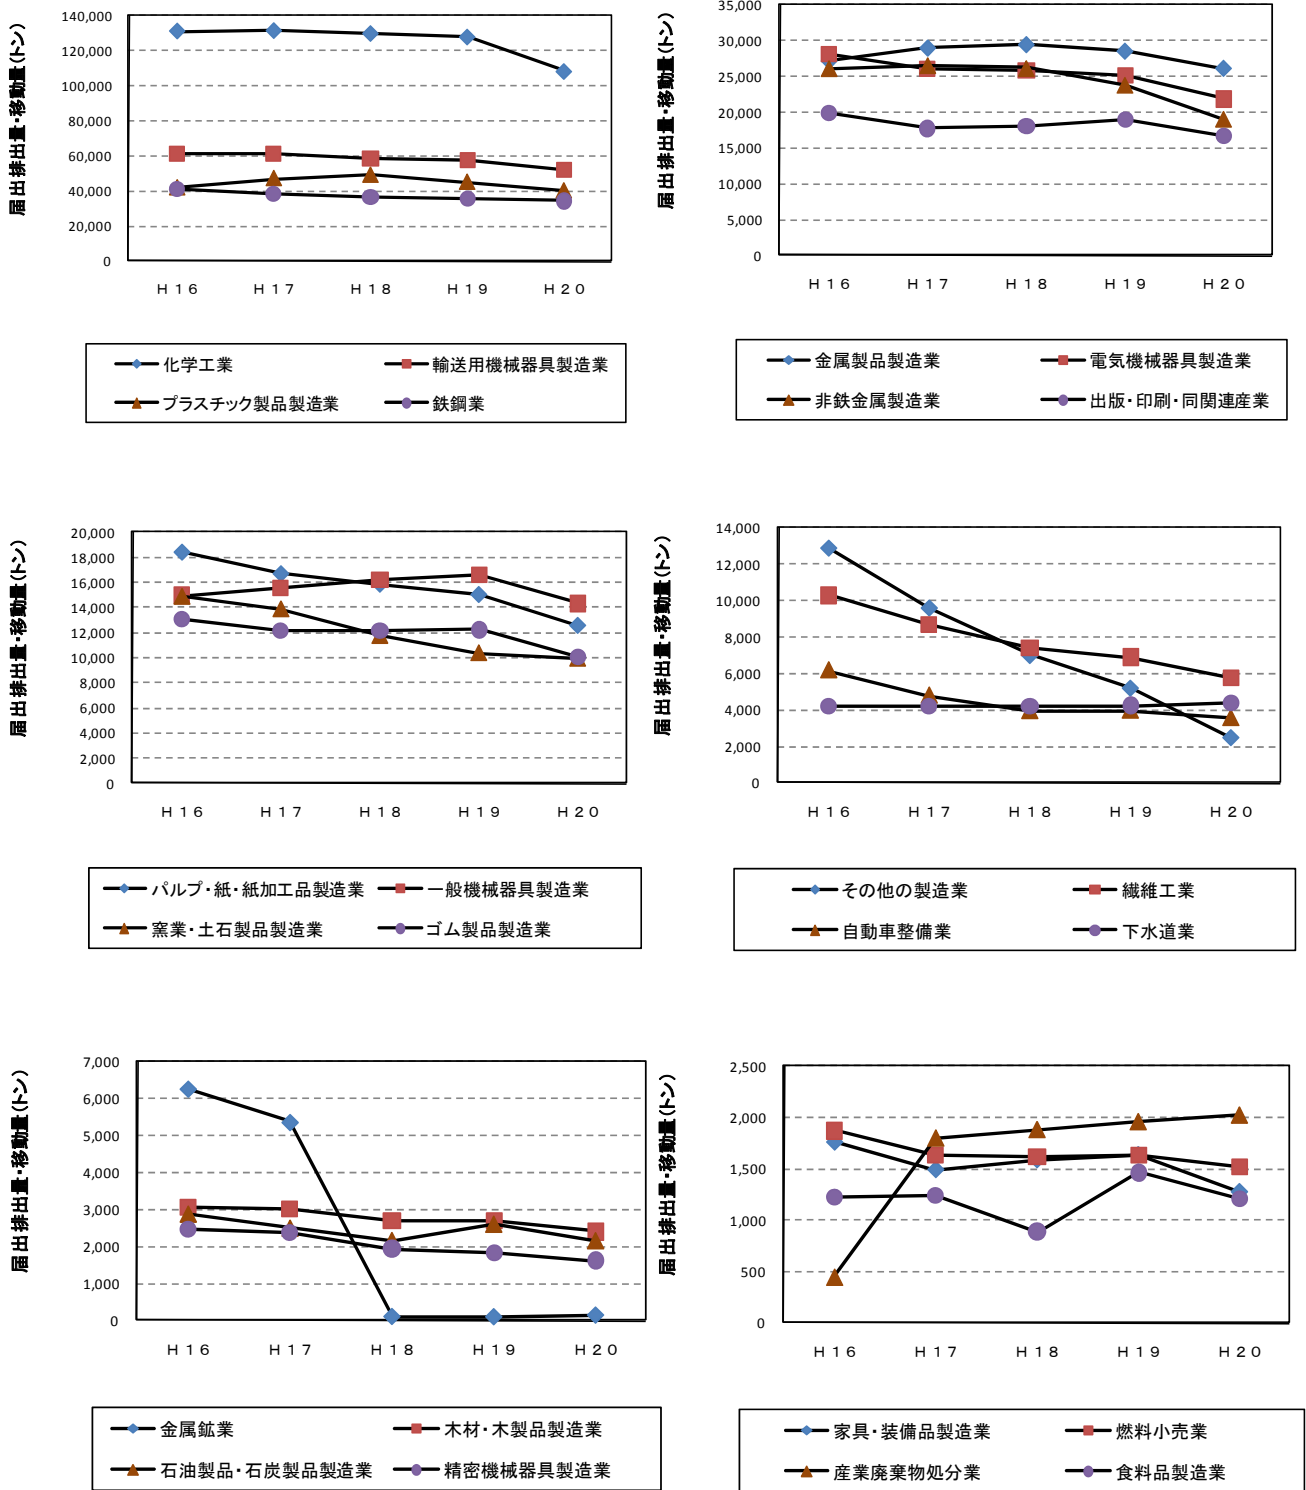 届出排出量・移動量(トン)
140,000
120,000
100,000
80,000
60,000
40,000
20,000
0
Ｈ１６ Ｈ１７ Ｈ１８ Ｈ１９ Ｈ２０
化学工業 輸送用機械器具製造業
プラスチック製品製造業 鉄鋼業
届出排出量・移動量(トン)
35,000
30,000
25,000
20,000
15,000
10,000
5,000
0
Ｈ１６ Ｈ１７ Ｈ１８ Ｈ１９ Ｈ２０
金属製品製造業 電気機械器具製造業
非鉄金属製造業 出版・印刷・同関連産業
届出排出量・移動量(トン)
20,000
18,000
16,000
14,000
12,000
10,000
8,000
6,000
4,000
2,000
0
Ｈ１６ Ｈ１７ Ｈ１８ Ｈ１９ Ｈ２０
パルプ・紙・紙加工品製造業 一般機械器具製造業
窯業・土石製品製造業 ゴム製品製造業
届出排出量・移動量(トン)
14,000
12,000
10,000
8,000
6,000
4,000
2,000
0
Ｈ１６ Ｈ１７ Ｈ１８ Ｈ１９ Ｈ２０
その他の製造業 繊維工業
自動車整備業 下水道業
届出排出量・移動量(トン)
7,000
6,000
5,000
4,000
3,000
2,000
1,000
0
Ｈ１６ Ｈ１７ Ｈ１８ Ｈ１９ Ｈ２０
金属鉱業 木材・木製品製造業
石油製品・石炭製品製造業 精密機械器具製造業
届出排出量・移動量(トン)
2,500
2,000
1,500
1,000
500
0
Ｈ１６ Ｈ１７ Ｈ１８ Ｈ１９ Ｈ２０
家具・装備品製造業 燃料小売業
産業廃棄物処分業 食料品製造業